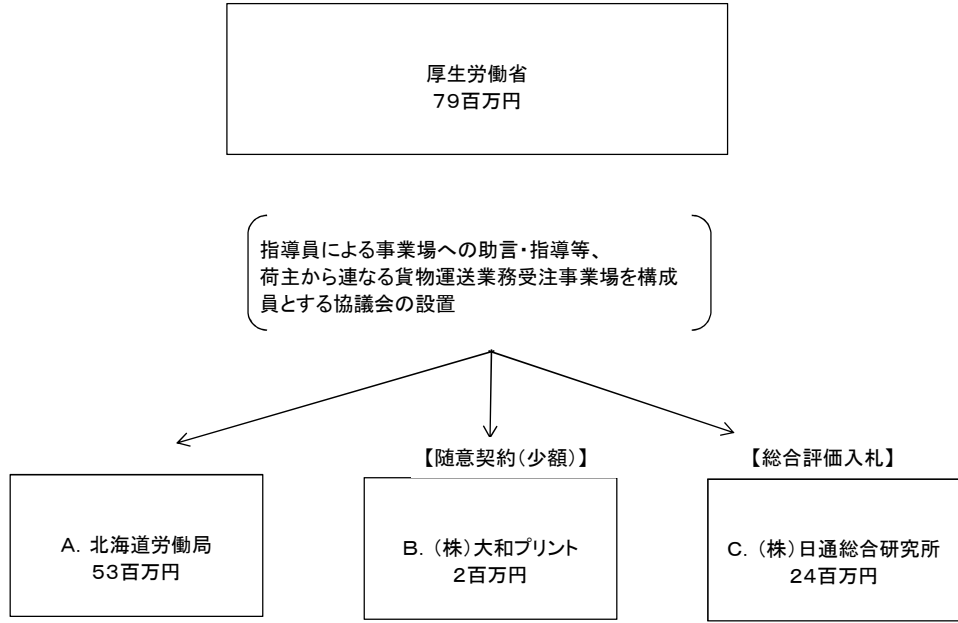 厚生労働省
79百万円
指導員による事業場への助言・指導等、
荷主から連なる貨物運送業務受注事業場を構成
員とする協議会の設置
【随意契約(少額)】
【総合評価入札】
A. 北海道労働局
53百万円
B. (株)大和プリント
2百万円
C. (株)日通総合研究所
24百万円